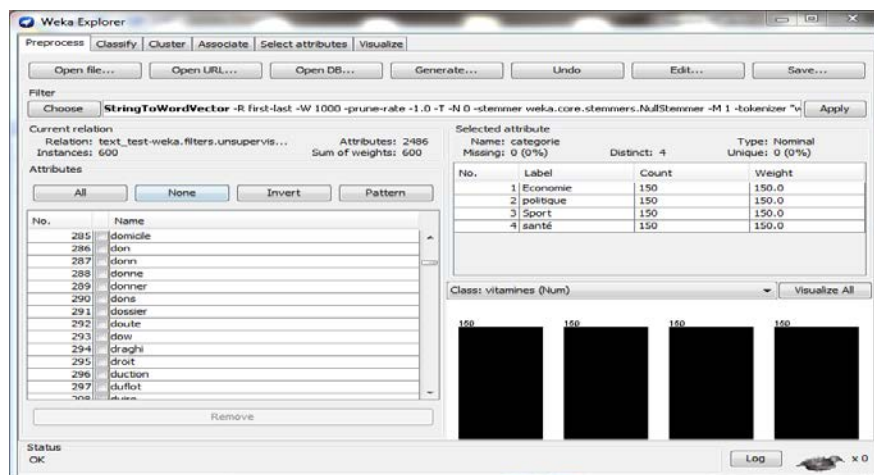 Weka Explorer
Preprocess Classify Cluster Associate Select attributes Visualize
Open file... Open URL... Open DB... Generate... Undo Edit... Save...
Filter
Choose StringToWordVector -R first-last -W 1000 -prune-rate -1.0 -T -N 0 -stemmer weka.core.stemmers.NullStemmer -M 1 -tokenizer "w Apply
Current relation
Relation: text_test-weka.filters.unsupervis... Attributes: 2486
Instances: 600 Sum of weights: 600
Selected attribute
Name: categorie Type: Nominal
Missing: 0 (0%) Distinct: 4 Unique: 0 (0%)
Attributes
All None Invert Pattern
No. Name
285 domicile
286 don
287 donn
288 donne
289 donner
290 dons
291 dossier
292 doute
293 dow
294 draghi
295 droit
296 duction
297 duflot
298 duire
Remove
No. Label Count Weight
1 Economie 150 150.0
2 politique 150 150.0
3 Sport 150 150.0
4 santé 150 150.0
Class: vitamines (Num) Visualize All
150 150 150 150
Status
OK
Log x 0